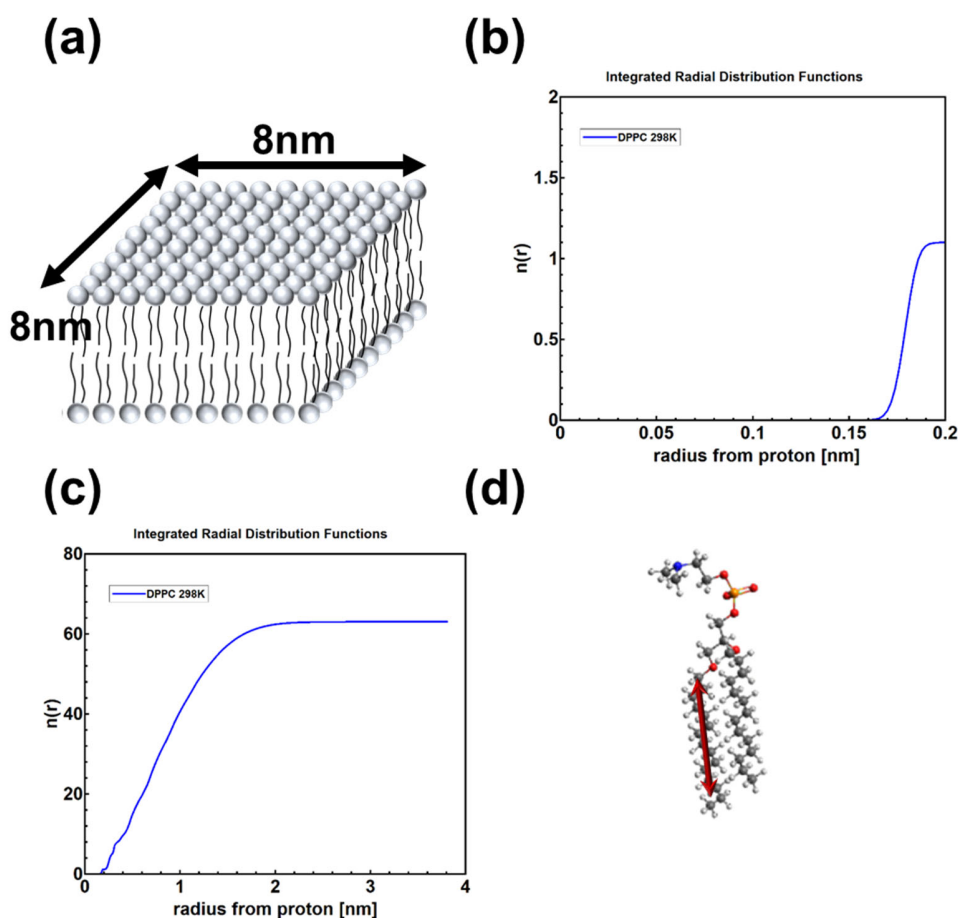 (a)
8nm
8nm
(b)
Integrated Radial Distribution Functions
2
1.5
1
0.5
0
n(r)
DPPC 298K
0
0.05
0.1
0.15
0.2
radius from proton [nm]
(c)
Integrated Radial Distribution Functions
80
60
40
20
0
n(r)
DPPC 298K
0
1
2
3
4
radius from proton [nm]
(d)